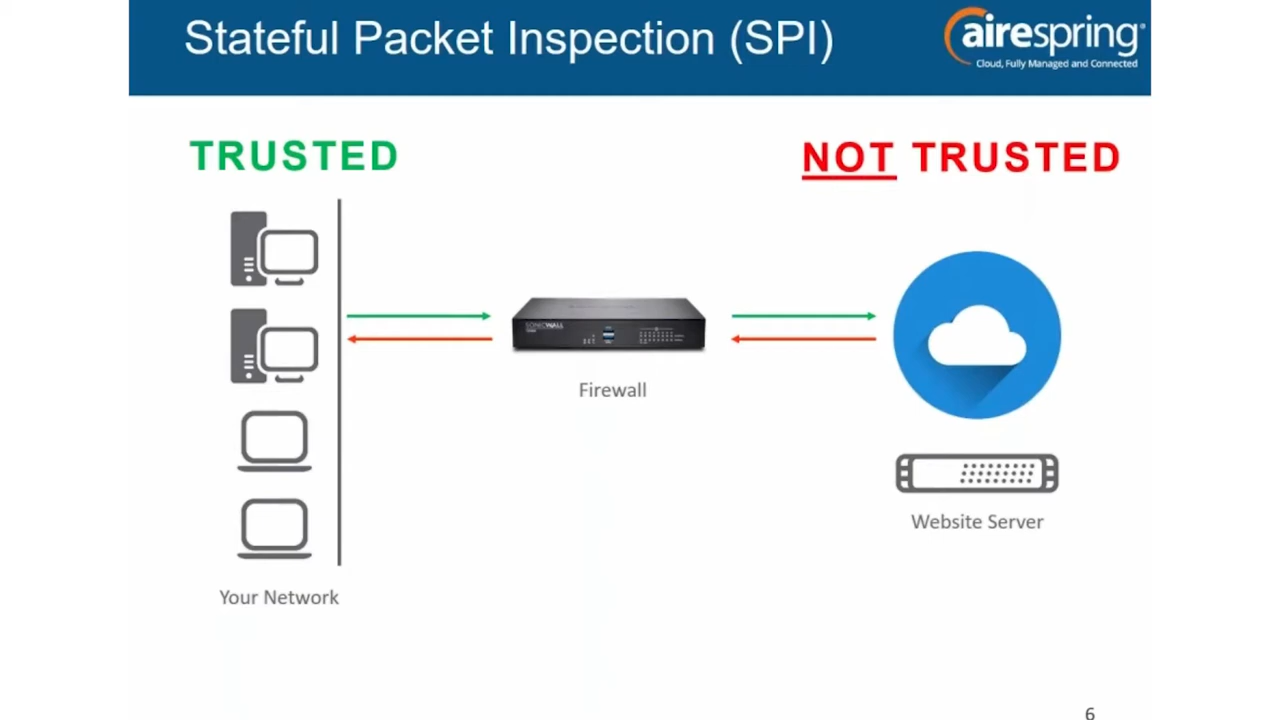 Stateful Packet Inspection (SPI)
airespring®
Cloud, Fully Managed and Connected
TRUSTED
NOT TRUSTED
SONICWALL
Firewall
Website Server
Your Network
6